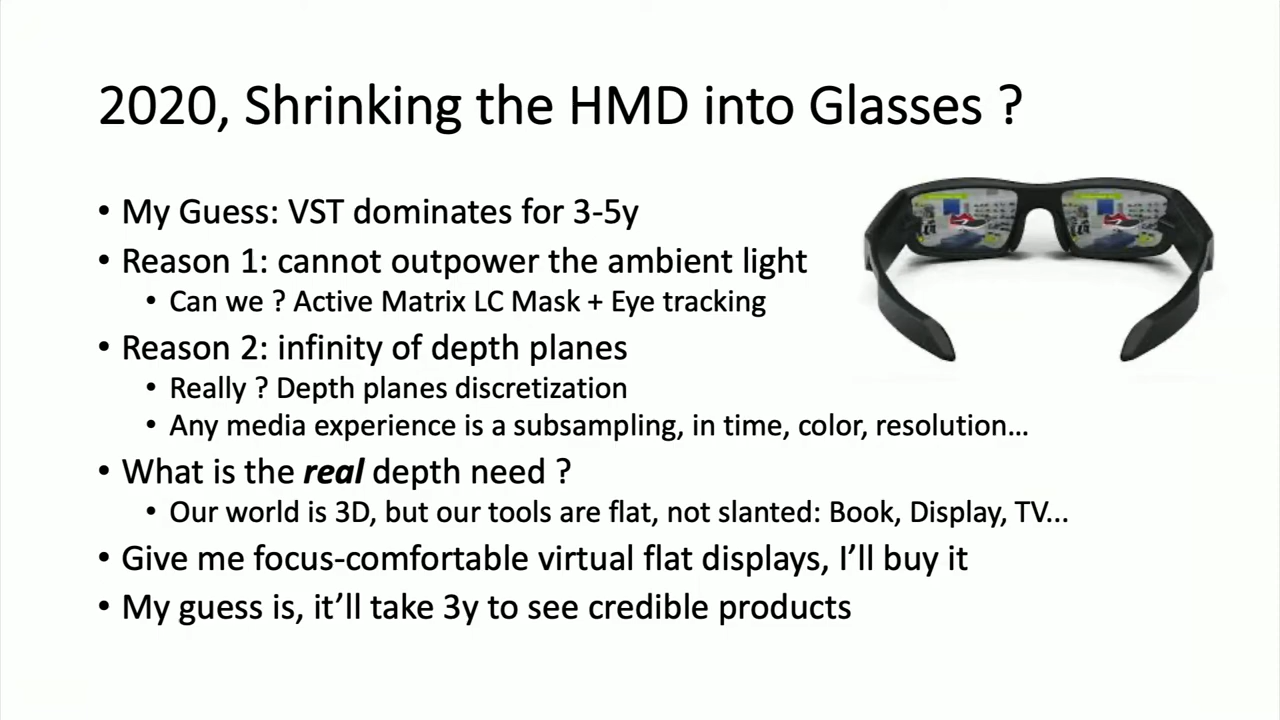 2020, Shrinking the HMD into Glasses ?
• My Guess: VST dominates for 3-5y
• Reason 1: cannot outpower the ambient light
• Can we ? Active Matrix LC Mask + Eye tracking
• Reason 2: infinity of depth planes
• Really ? Depth planes discretization
• Any media experience is a subsampling, in time, color, resolution...
• What is the real depth need ?
• Our world is 3D, but our tools are flat, not slanted: Book, Display, TV...
• Give me focus-comfortable virtual flat displays, I’ll buy it
• My guess is, it’ll take 3y to see credible products